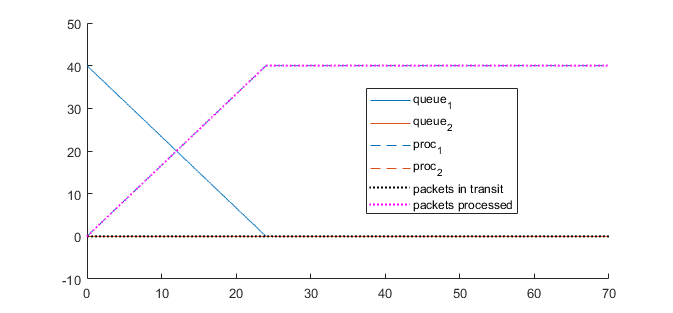 50
40
30
20
10
0
-10
0 10 20 30 40 50 60 70
queue1
queue2
proc1
proc2
packets in transit
packets processed